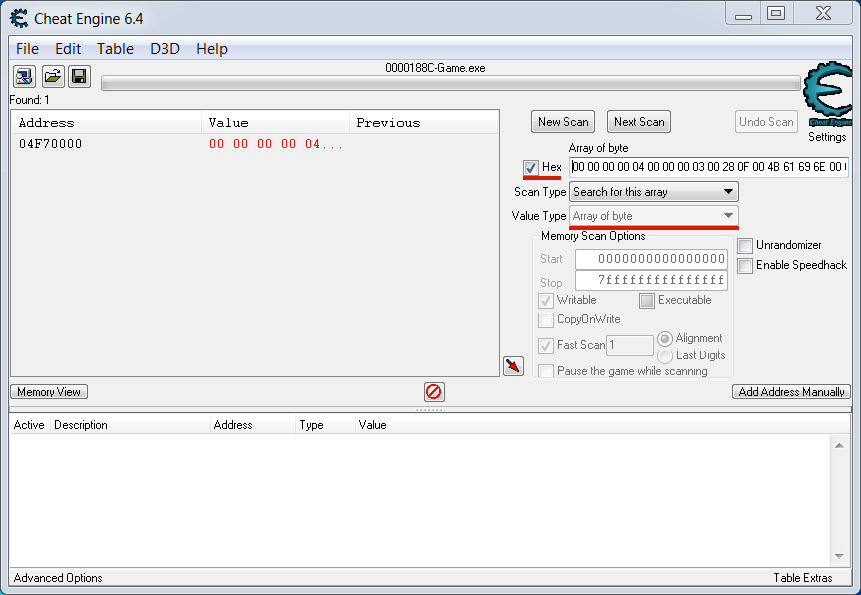 Cheat Engine 6.4
File Edit Table D3D Help
0000188C-Game.exe
Found: 1
Address Value Previous
04F70000 00 00 00 00 04...
New Scan Next Scan Undo Scan
Cheat Engine
Settings
Array of byte
Hex 00 00 00 00 04 00 00 00 03 00 28 0F 00 4B 61 69 6E 00
Scan Type Search for this array
Value Type Array of byte
Memory Scan Options
Start 0000000000000000
Stop 7fffffffffffffff
Writable Executable
CopyOnWrite
Fast Scan 1 Alignment
Last Digits
Pause the game while scanning
Unrandomizer
Enable Speedhack
Memory View Add Address Manually
Active Description Address Type Value
Advanced Options Table Extras